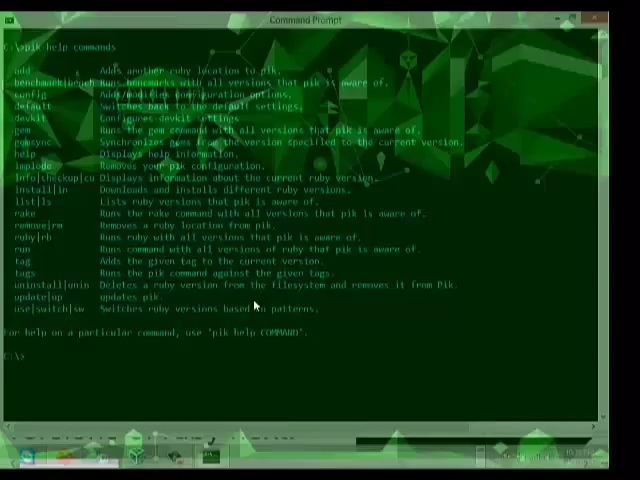 Command Prompt
C:\>pik help commands
add Adds another ruby location to pik.
benchmark|bench Runs benchmarks with all versions that pik is aware of.
config Adds/modifies configuration options.
default Switches back to the default settings.
devkit Configures devkit settings
gem Runs the gem command with all versions that pik is aware of.
gemsync Synchronizes gems from the version specified to the current version.
help Displays help information.
implode Removes your pik configuration.
info|checkup|cu Displays information about the current ruby version.
install|in Downloads and installs different ruby versions.
list|ls Lists ruby versions that pik is aware of.
rake Runs the rake command with all versions that pik is aware of.
remove|rm Removes a ruby location from pik.
ruby|rb Runs ruby with all versions that pik is aware of.
run Runs command with all versions of ruby that pik is aware of.
tag Adds the given tag to the current version.
tags Runs the pik command against the given tags.
uninstall|unin Deletes a ruby version from the filesystem and removes it from Pik.
update|up updates pik.
use|switch|sw Switches ruby versions based on patterns.
For help on a particular command, use 'pik help COMMAND'.
C:\>